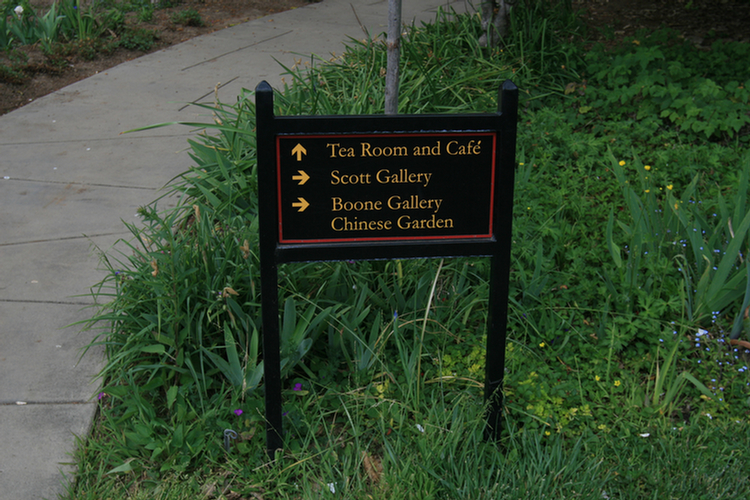 ↑ Tea Room and Café
→ Scott Gallery
→ Boone Gallery
Chinese Garden